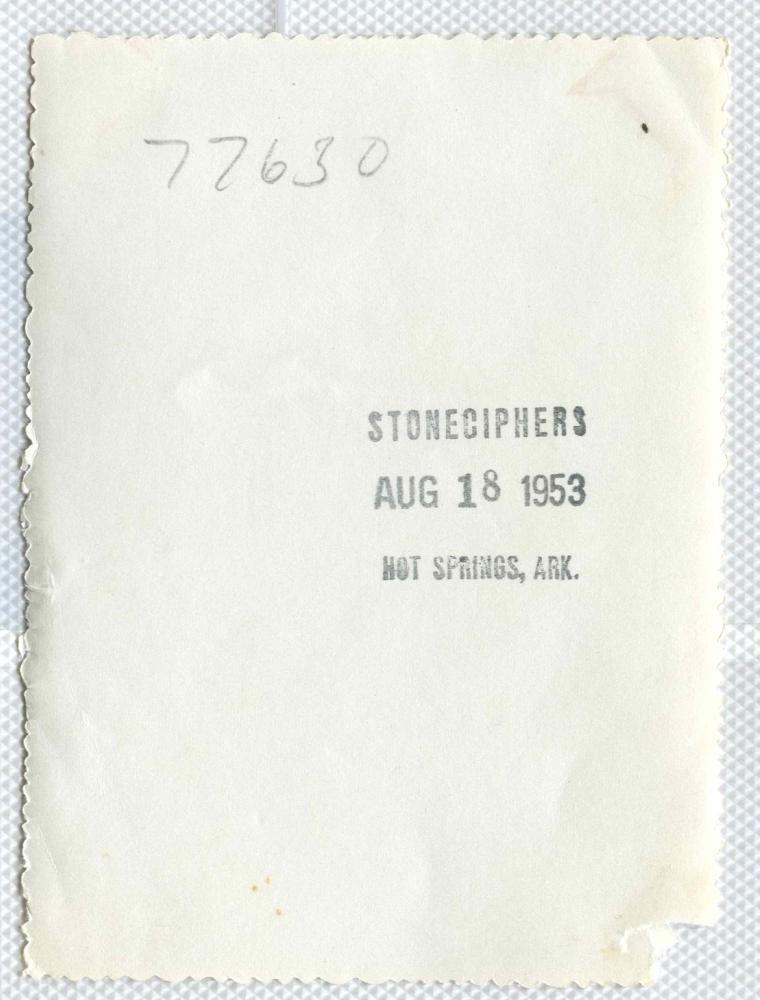 77630
STONECIPHERS
AUG 18 1953
HOT SPRINGS, ARK.